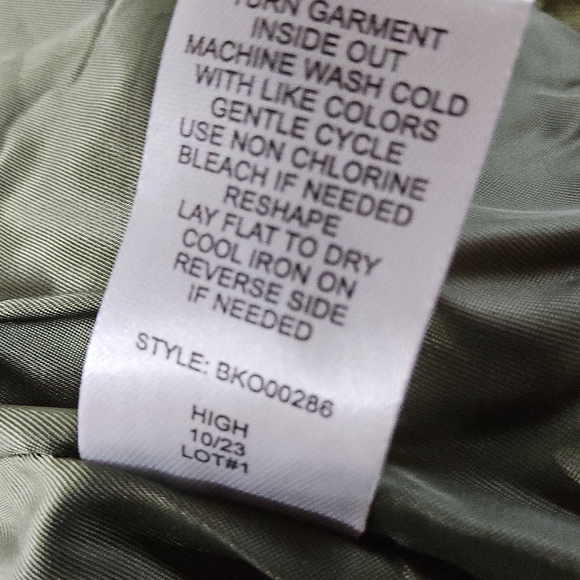 TURN GARMENT
INSIDE OUT
MACHINE WASH COLD
WITH LIKE COLORS
GENTLE CYCLE
USE NON CHLORINE
BLEACH IF NEEDED
RESHAPE
LAY FLAT TO DRY
COOL IRON ON
REVERSE SIDE
IF NEEDED
STYLE: BKO00286
HIGH
10/23
LOT#1